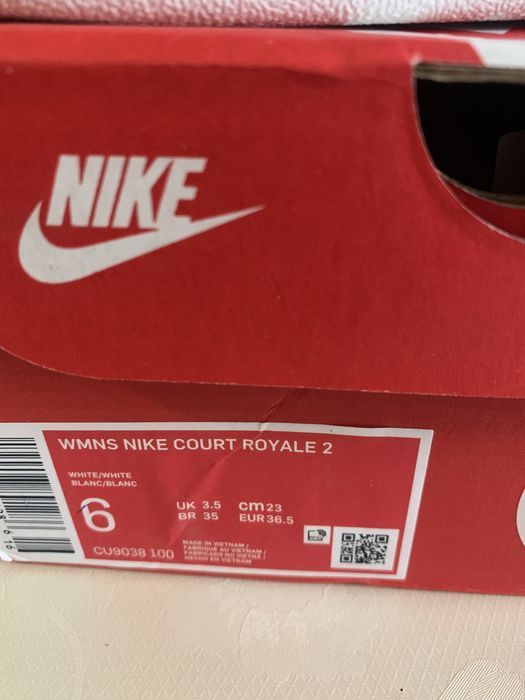 NIKE
WMNS NIKE COURT ROYALE 2
WHITE/WHITE
BLANC/BLANC
6
UK 3.5 cm 23
BR 35 EUR 36.5
CU9038 100
MADE IN VIETNAM /
FABRIQUE AU VIETNAM /
FABRICADO NO VIETNÃ /
HECHO EN VIETNAM